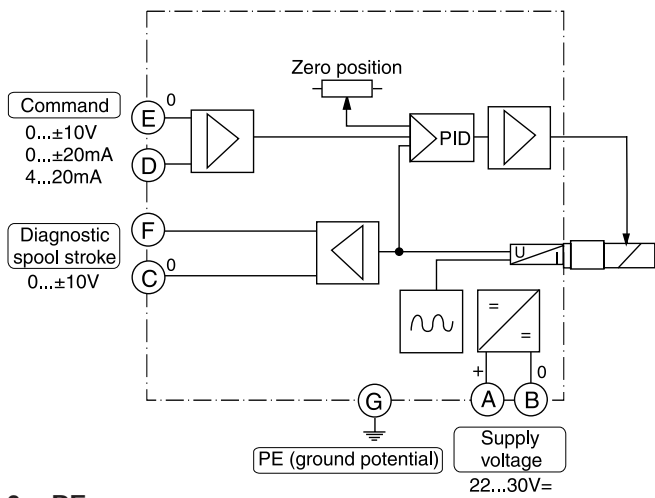 Zero position
Command
0...±10V
0...±20mA
4...20mA
E
0
D
PID
F
Diagnostic
spool stroke
0...±10V
C
0
U
I
=
=
+
0
G
A
B
PE (ground potential)
Supply
voltage
22...30V=